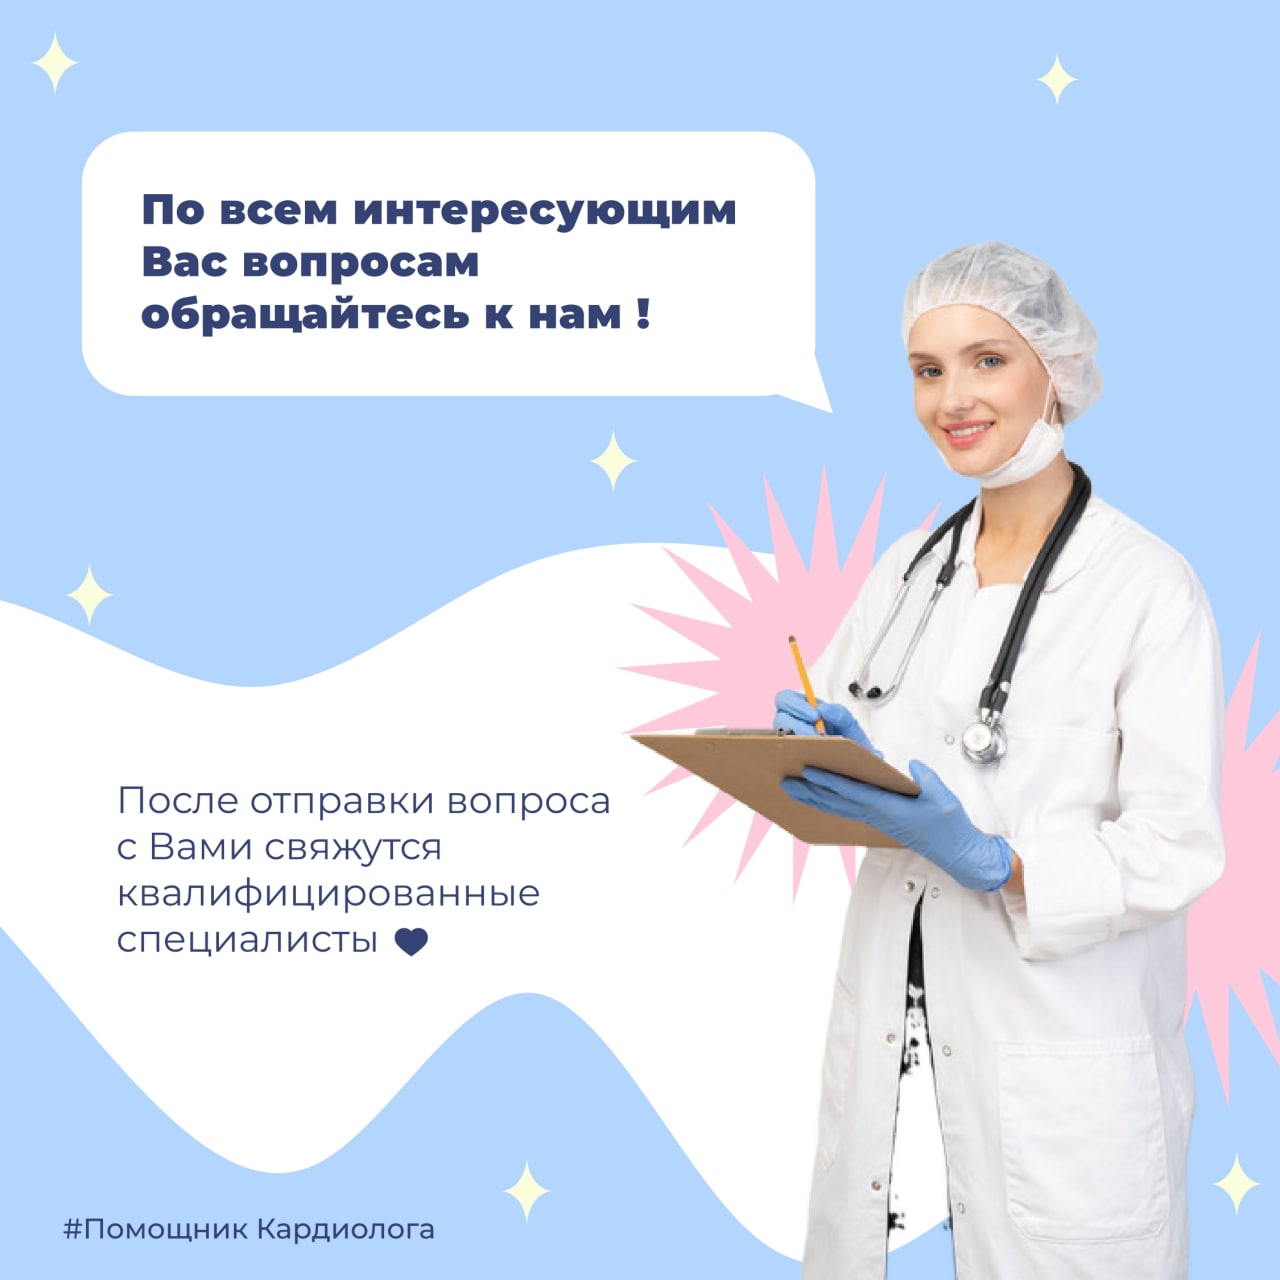 По всем интересующим
Вас вопросам
обращайтесь к нам !
После отправки вопроса
с Вами свяжутся
квалифицированные
специалисты
#Помощник Кардиолога